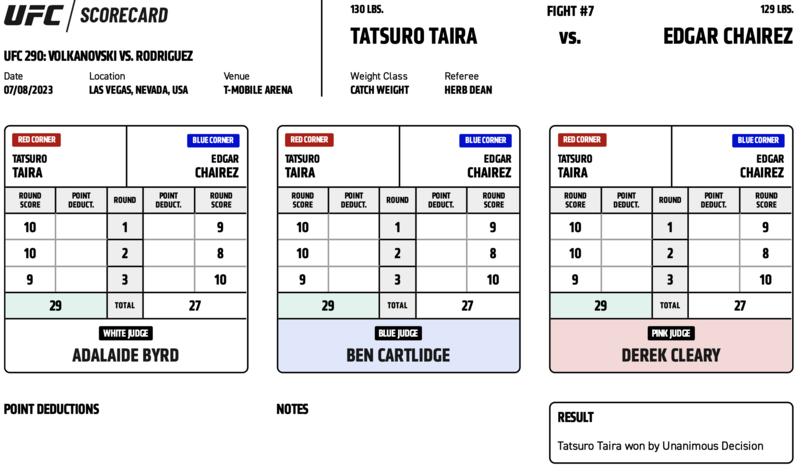 UFC SCORECARD
UFC 290: VOLKANOVSKI VS. RODRIGUEZ
Date Location Venue
07/08/2023 LAS VEGAS, NEVADA, USA T-MOBILE ARENA
130 LBS. FIGHT #7 129 LBS.
TATSURO TAIRA VS. EDGAR CHAIREZ
Weight Class Referee
CATCH WEIGHT HERB DEAN
RED CORNER BLUE CORNER
TATSURO EDGAR
TAIRA CHAIREZ
ROUND POINT ROUND POINT ROUND
SCORE DEDUCT. DEDUCT. SCORE
10 1 9
10 2 8
9 3 10
29 TOTAL 27
WHITE JUDGE
ADALAIDE BYRD
RED CORNER BLUE CORNER
TATSURO EDGAR
TAIRA CHAIREZ
ROUND POINT ROUND POINT ROUND
SCORE DEDUCT. DEDUCT. SCORE
10 1 9
10 2 8
9 3 10
29 TOTAL 27
BLUE JUDGE
BEN CARTLIDGE
RED CORNER BLUE CORNER
TATSURO EDGAR
TAIRA CHAIREZ
ROUND POINT ROUND POINT ROUND
SCORE DEDUCT. DEDUCT. SCORE
10 1 9
10 2 8
9 3 10
29 TOTAL 27
PINK JUDGE
DEREK CLEARY
POINT DEDUCTIONS
NOTES
RESULT
Tatsuro Taira won by Unanimous Decision